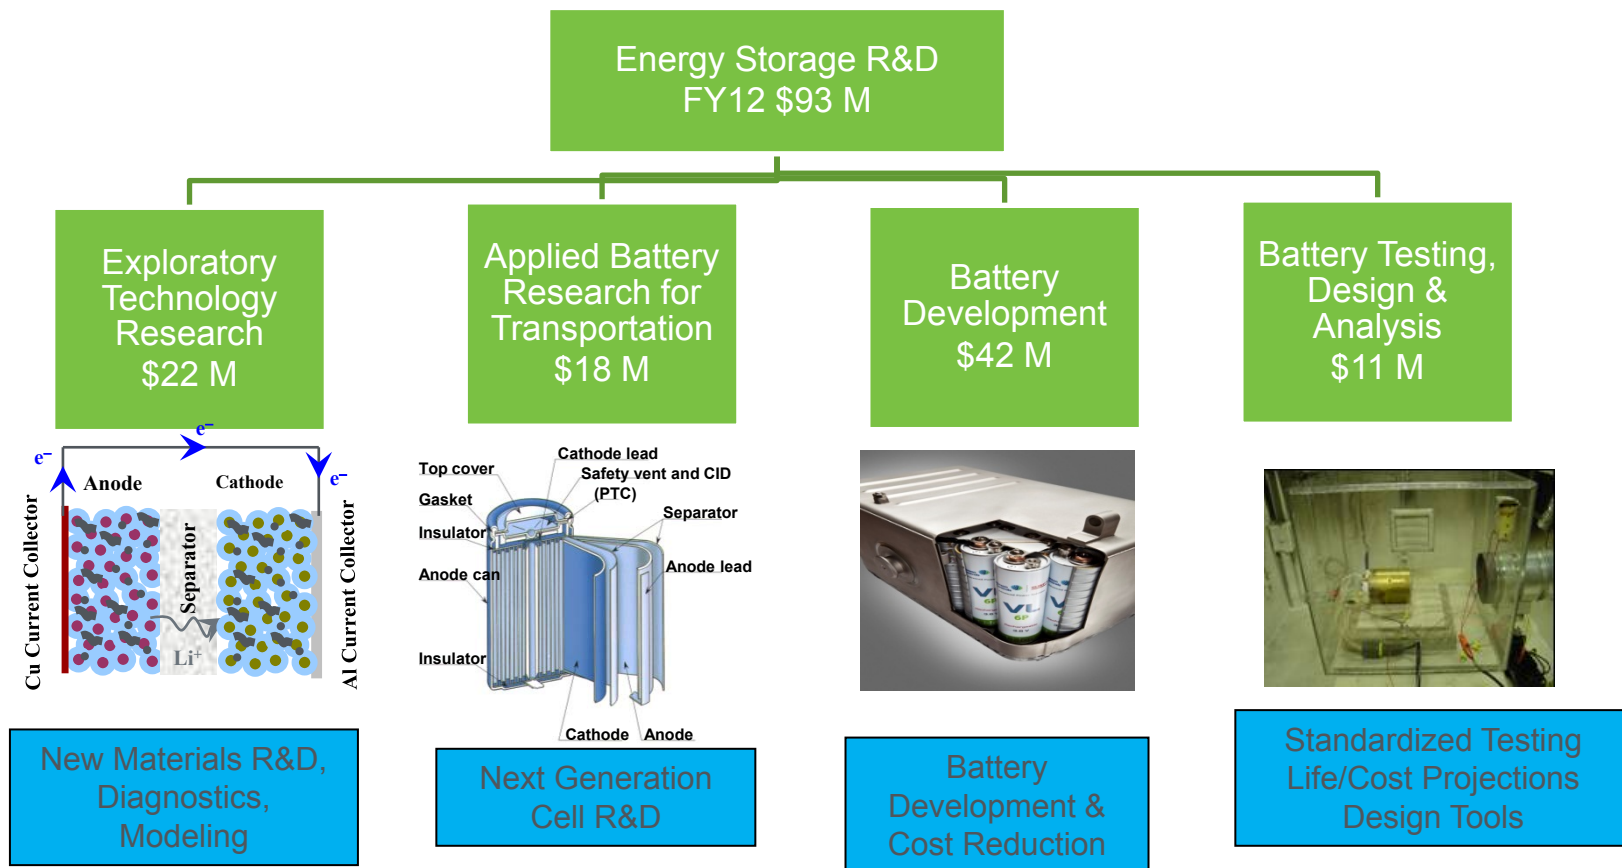 Energy Storage R&D
FY12 $93 M
Exploratory
Technology
Research
$22 M
Applied Battery
Research for
Transportation
$18 M
Battery
Development
$42 M
Battery Testing,
Design &
Analysis
$11 M
e⁻
e⁻
e⁻
Anode
Cathode
Cu Current Collector
Separator
Al Current Collector
Li⁺
Top cover
Cathode lead
Safety vent and CID
(PTC)
Gasket
Separator
Insulator
Anode can
Anode lead
Insulator
Cathode
Anode
VL
6P
VL
New Materials R&D,
Diagnostics,
Modeling
Next Generation
Cell R&D
Battery
Development &
Cost Reduction
Standardized Testing
Life/Cost Projections
Design Tools